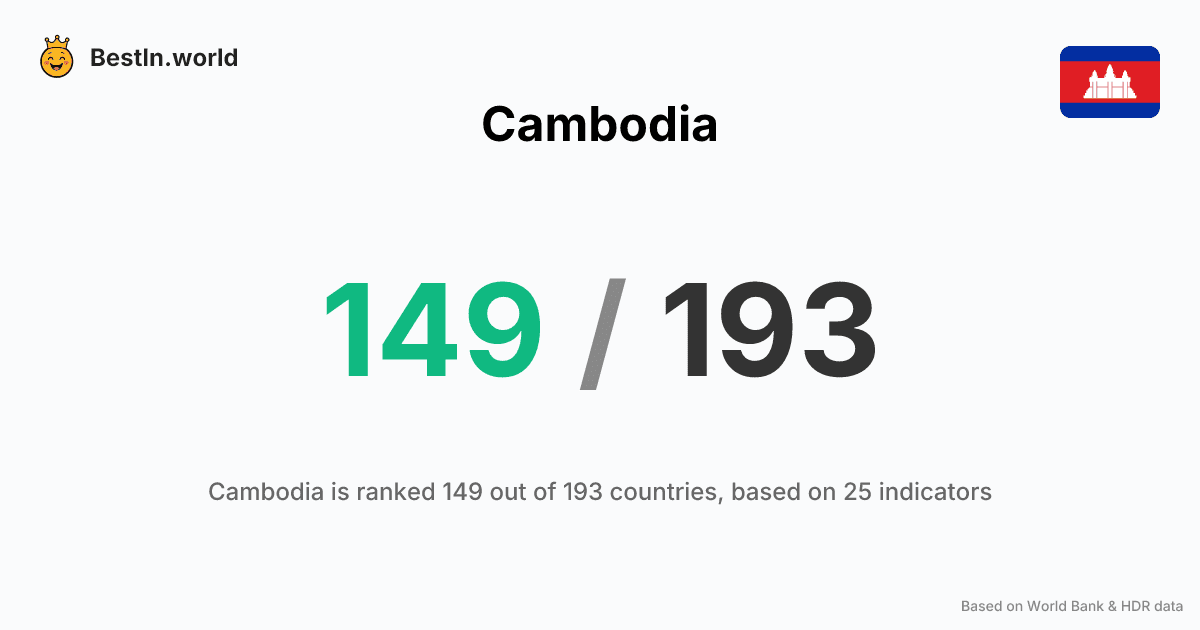 BestIn.world
Cambodia
149 / 193
Cambodia is ranked 149 out of 193 countries, based on 25 indicators
Based on World Bank & HDR data